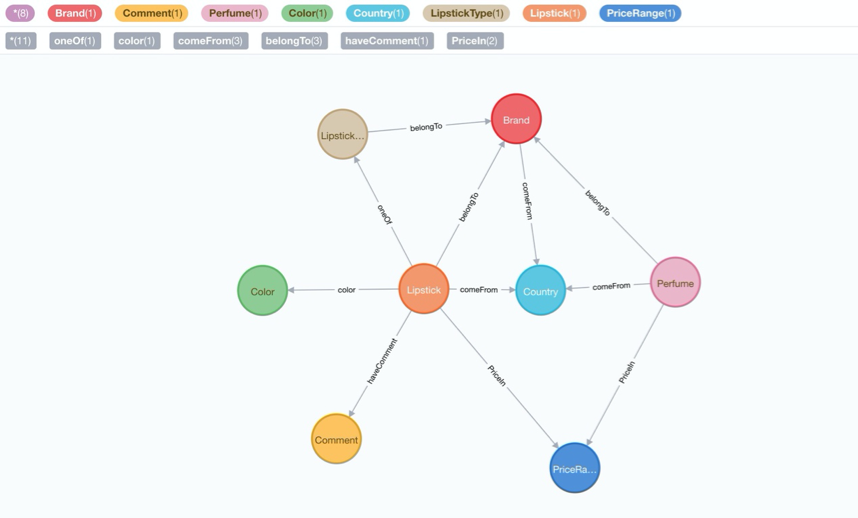 *(8) Brand(1) Comment(1) Perfume(1) Color(1) Country(1) LipstickType(1) Lipstick(1) PriceRange(1)
*(11) oneOf(1) color(1) comeFrom(3) belongTo(3) haveComment(1) PriceIn(2)
Brand
Lipstick...
belongTo
comeFrom
belongTo
belongTo
oneOf
Color
color
Lipstick
comeFrom
Country
comeFrom
Perfume
haveComment
PriceIn
PriceIn
Comment
PriceRa...